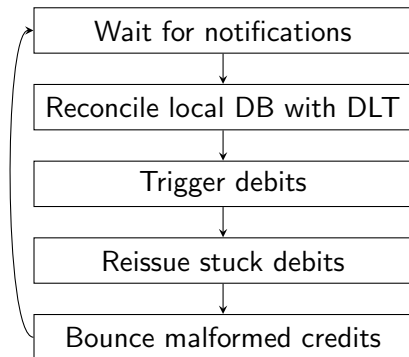 Wait for notifications
Reconcile local DB with DLT
Trigger debits
Reissue stuck debits
Bounce malformed credits